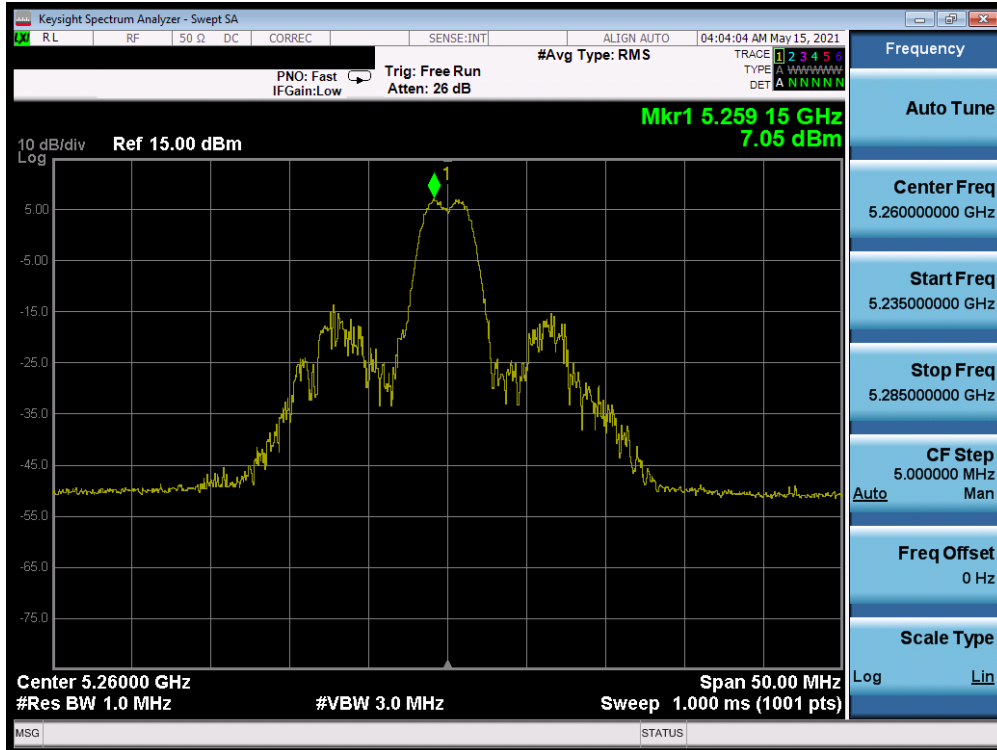 Keysight Spectrum Analyzer - Swept SA
LXI RL RF 50 Ω DC CORREC SENSE:INT ALIGN AUTO 04:04:04 AM May 15, 2021
#Avg Type: RMS
TRACE 1 2 3 4 5 6
TYPE A W W W W W
DET A N N N N N
PNO: Fast
IFGain:Low
Trig: Free Run
Atten: 26 dB
Mkr1 5.259 15 GHz
7.05 dBm
10 dB/div
Log
Ref 15.00 dBm
1
5.00
-5.00
-15.0
-25.0
-35.0
-45.0
-55.0
-65.0
-75.0
Center 5.26000 GHz
#Res BW 1.0 MHz
#VBW 3.0 MHz
Span 50.00 MHz
Sweep 1.000 ms (1001 pts)
MSG
STATUS
Frequency
Auto Tune
Center Freq
5.260000000 GHz
Start Freq
5.235000000 GHz
Stop Freq
5.285000000 GHz
CF Step
5.000000 MHz
Auto Man
Freq Offset
0 Hz
Scale Type
Log Lin